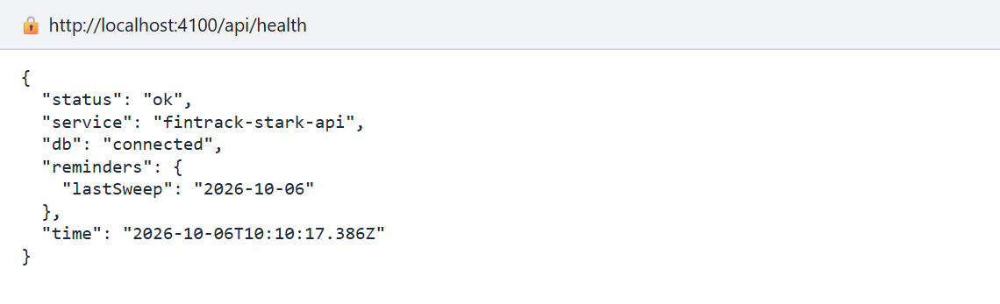 http://localhost:4100/api/health
{
  "status": "ok",
  "service": "fintrack-stark-api",
  "db": "connected",
  "reminders": {
    "lastSweep": "2026-10-06"
  },
  "time": "2026-10-06T10:10:17.386Z"
}